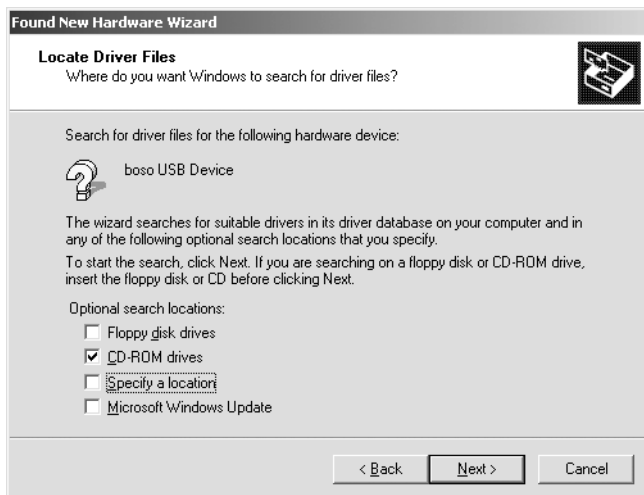 Found New Hardware Wizard
Locate Driver Files
Where do you want Windows to search for driver files?
Search for driver files for the following hardware device:
boso USB Device
The wizard searches for suitable drivers in its driver database on your computer and in
any of the following optional search locations that you specify.
To start the search, click Next. If you are searching on a floppy disk or CD-ROM drive,
insert the floppy disk or CD before clicking Next.
Optional search locations:
Floppy disk drives
CD-ROM drives
Specify a location
Microsoft Windows Update
< Back Next > Cancel